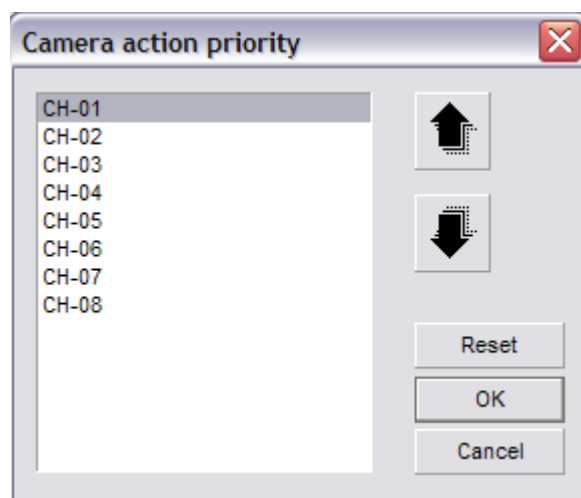 Camera action priority
CH-01
CH-02
CH-03
CH-04
CH-05
CH-06
CH-07
CH-08
Reset
OK
Cancel